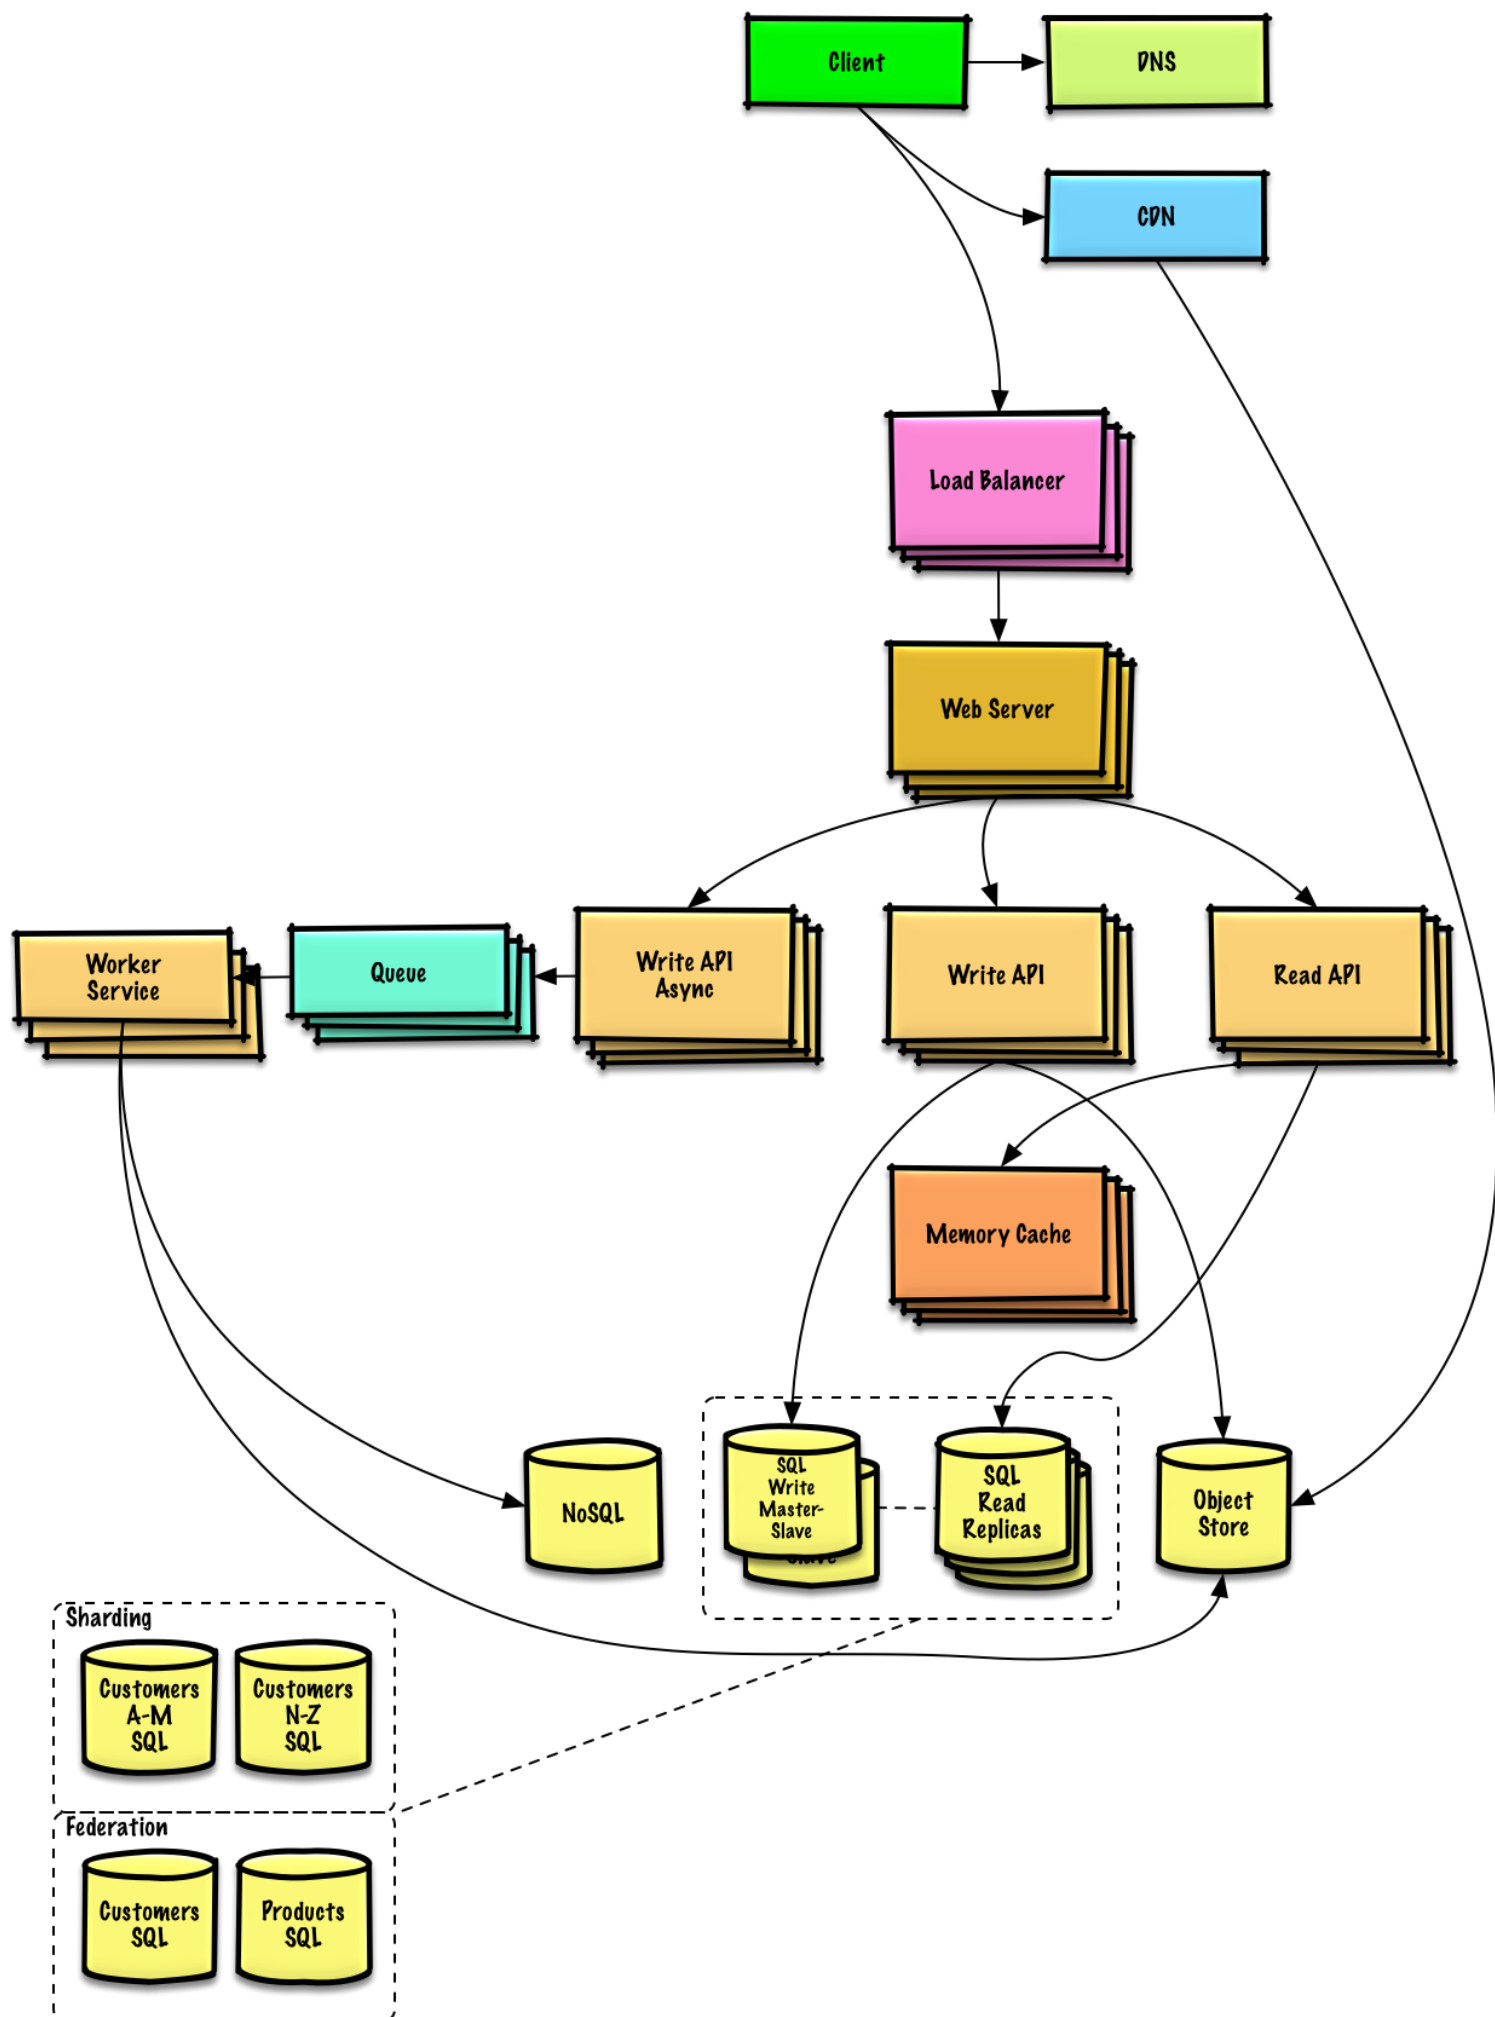 Client
DNS
CDN
Load Balancer
Web Server
Worker
Service
Queue
Write API
Async
Write API
Read API
Memory Cache
NoSQL
SQL
Write
Master-
Slave
Slave
SQL
Read
Replicas
Object
Store
Sharding
Customers
A-M
SQL
Customers
N-Z
SQL
Federation
Customers
SQL
Products
SQL